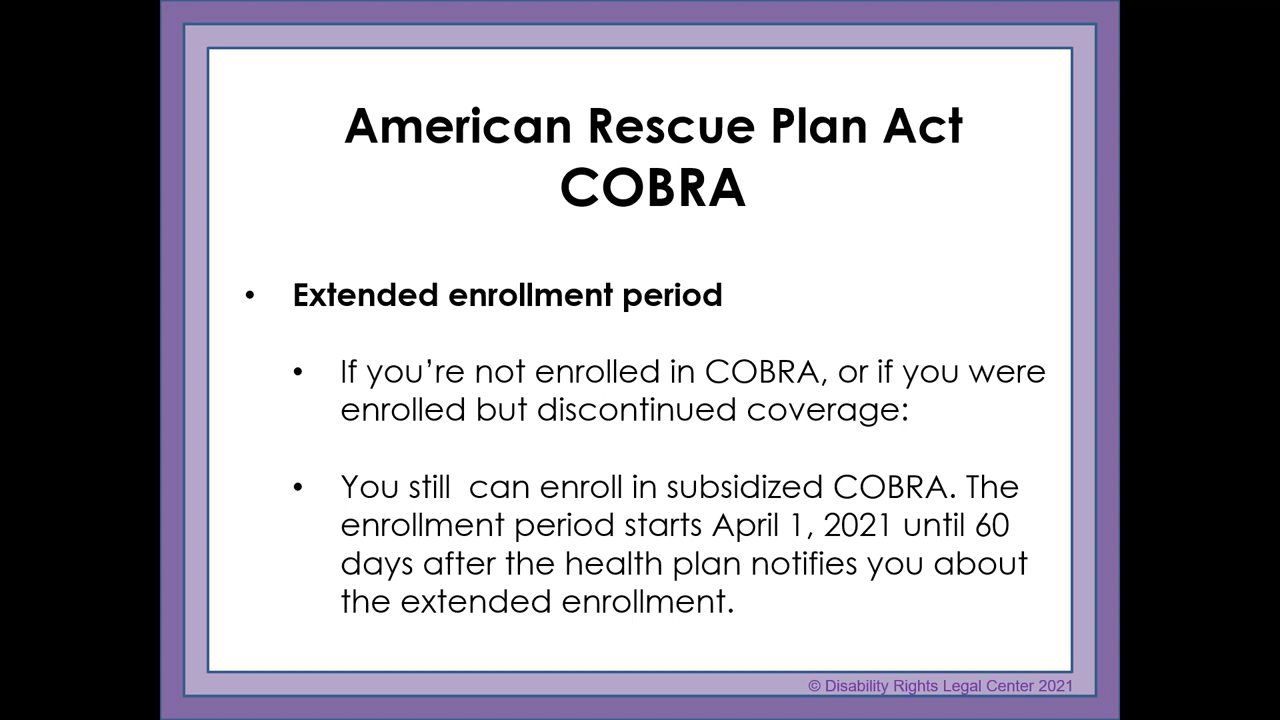 American Rescue Plan Act
COBRA
• Extended enrollment period
• If you’re not enrolled in COBRA, or if you were
enrolled but discontinued coverage:
• You still  can enroll in subsidized COBRA. The
enrollment period starts April 1, 2021 until 60
days after the health plan notifies you about
the extended enrollment.
© Disability Rights Legal Center 2021